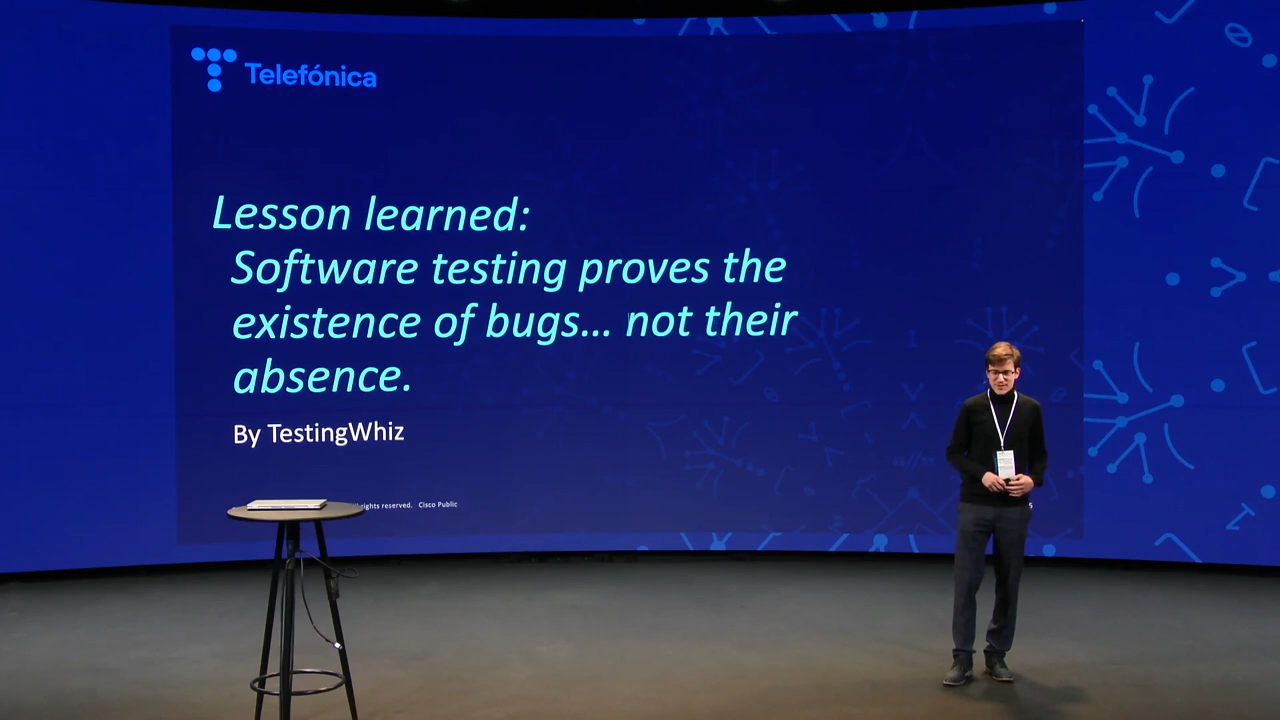 Telefónica
Lesson learned:
Software testing proves the
existence of bugs... not their
absence.
By TestingWhiz
rights reserved. Cisco Public